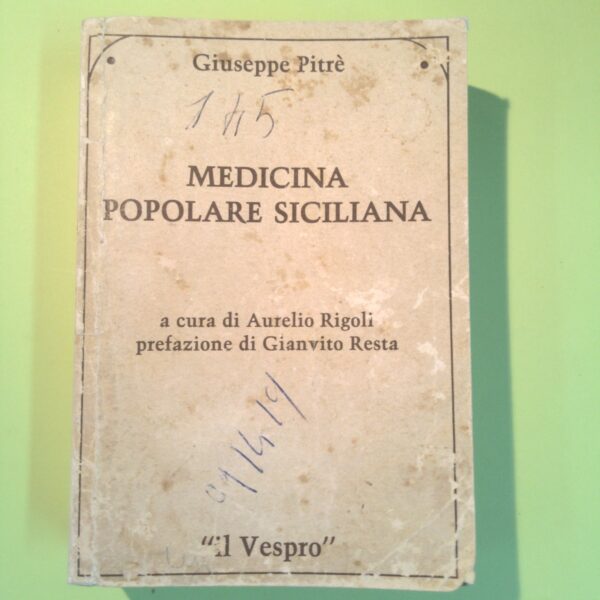 Giuseppe Pitrè
145
MEDICINA
POPOLARE SICILIANA
a cura di Aurelio Rigoli
prefazione di Gianvito Resta
"il Vespro"